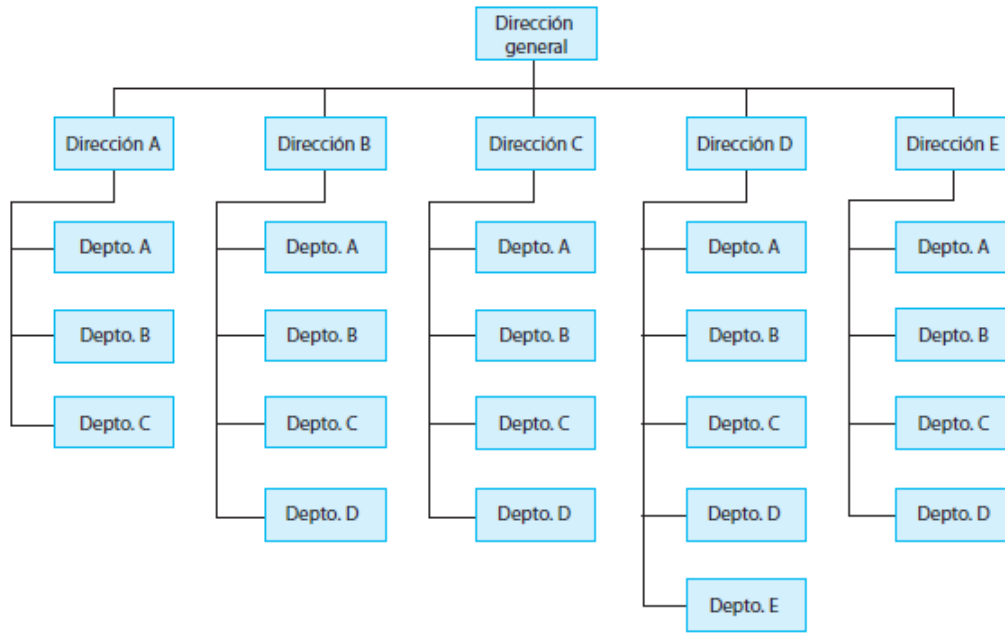 Dirección
general
Dirección A
Dirección B
Dirección C
Dirección D
Dirección E
Depto. A
Depto. A
Depto. A
Depto. A
Depto. A
Depto. B
Depto. B
Depto. B
Depto. B
Depto. B
Depto. C
Depto. C
Depto. C
Depto. C
Depto. C
Depto. D
Depto. D
Depto. D
Depto. D
Depto. E